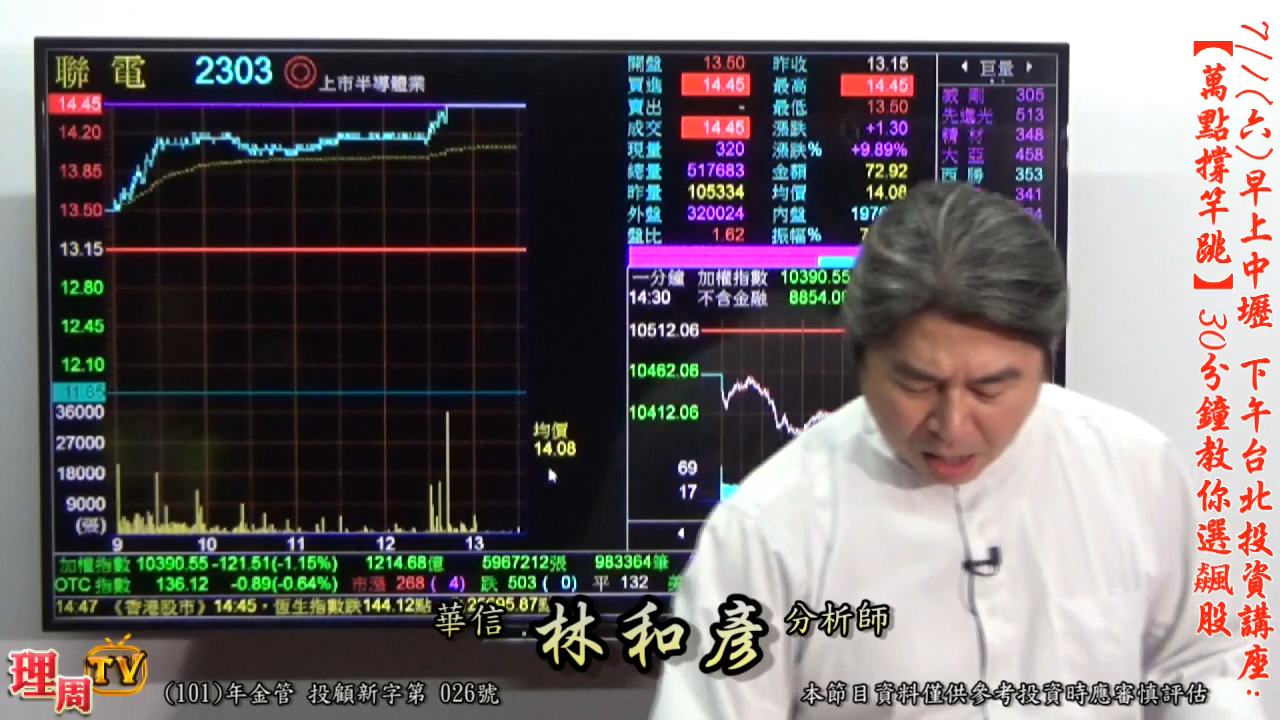 聯電 2303 上市半導體業
14.45
14.20
13.85
13.50
13.15
12.80
12.45
12.10
11.85
36000
27000
18000
9000
(張)
9 10 11 12 13
均價
14.08
開盤 13.50 昨收 13.15
買進 14.45 最高 14.45
賣出 - 最低 13.50
成交 14.45 漲跌 +1.30
現量 320 漲跌% +9.89%
總量 517683 金額 72.92
昨量 105334 均價 14.08
外盤 320024 內盤
盤比 1.62 振幅%
巨量
威剛 305
先進光 513
精材 348
大亞 458
西勝 353
341
一分鐘 加權指數 10390.55
14:30 不含金融
10512.06
10462.06
10412.06
69
17
加權指數 10390.55 -121.51(-1.15%) 1214.68億 5967212張 983364筆
OTC指數 136.12 -0.89(-0.64%) 市漲 268( 4) 跌 503( 0) 平 132
14:47 《香港股市》14:45‧恆生指數跌144.12點
7/1(六)早上中壢 下午台北投資講座:
【萬點撐竿跳】30分鐘教你選飆股
華信 林和彥 分析師
理周TV
(101)年金管 投顧新字第 026號
本節目資料僅供參考投資時應審慎評估